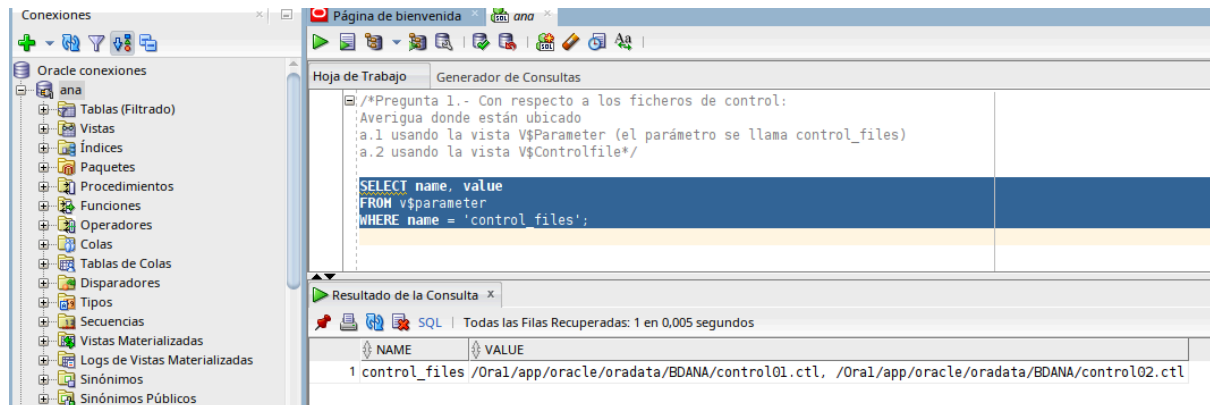 Conexiones
Página de bienvenida
ana
Oracle conexiones
ana
Tablas (Filtrado)
Vistas
Índices
Paquetes
Procedimientos
Funciones
Operadores
Colas
Tablas de Colas
Disparadores
Tipos
Secuencias
Vistas Materializadas
Logs de Vistas Materializadas
Sinónimos
Sinónimos Públicos
Hoja de Trabajo
Generador de Consultas
/*Pregunta 1.- Con respecto a los ficheros de control:
Averigua donde están ubicado
a.1 usando la vista V$Parameter (el parámetro se llama control_files)
a.2 usando la vista V$Controlfile*/
SELECT name, value
FROM v$parameter
WHERE name = 'control_files';
Resultado de la Consulta
SQL | Todas las Filas Recuperadas: 1 en 0,005 segundos
NAME VALUE
1 control_files /Ora1/app/oracle/oradata/BDANA/control01.ctl, /Ora1/app/oracle/oradata/BDANA/control02.ctl